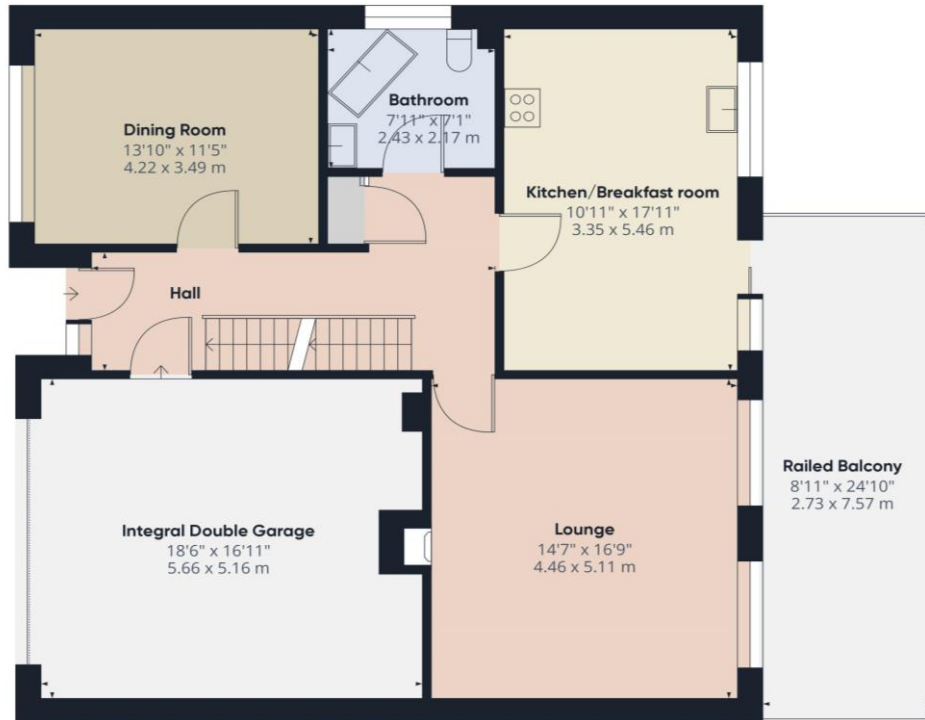 Dining Room
13'10" x 11'5"
4.22 x 3.49 m
Bathroom
7'11" x 7'1"
2.43 x 2.17 m
Kitchen/Breakfast room
10'11" x 17'11"
3.35 x 5.46 m
Hall
Integral Double Garage
18'6" x 16'11"
5.66 x 5.16 m
Lounge
14'7" x 16'9"
4.46 x 5.11 m
Railed Balcony
8'11" x 24'10"
2.73 x 7.57 m